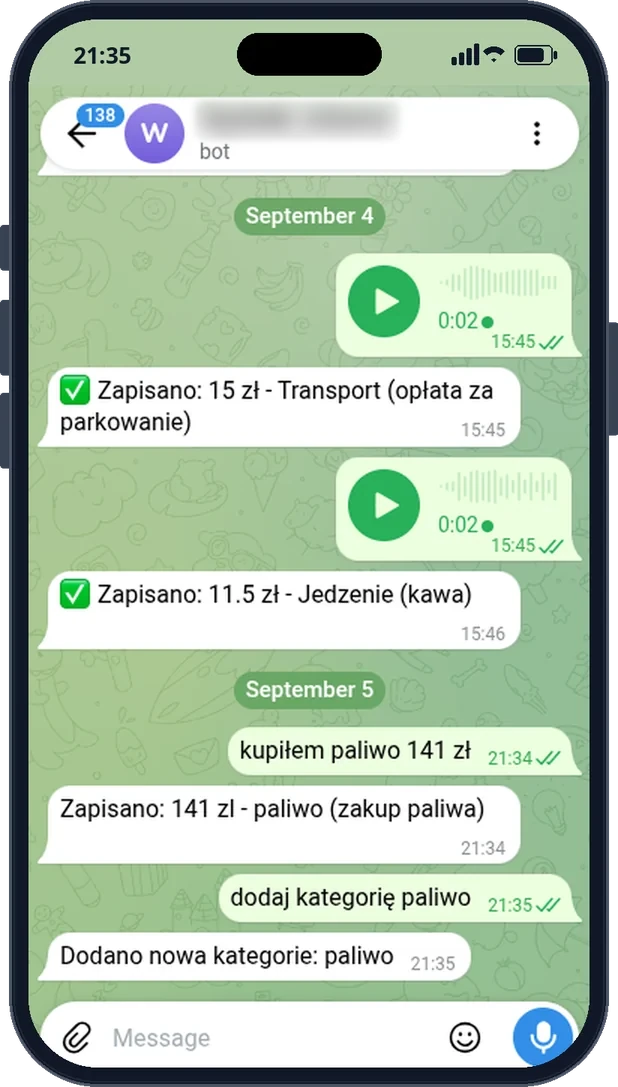 21:35
138
W
bot
September 4
0:02
15:45
✅ Zapisano: 15 zł - Transport (opłata za
parkowanie)
15:45
0:02
15:45
✅ Zapisano: 11.5 zł - Jedzenie (kawa)
15:46
September 5
kupiłem paliwo 141 zł 21:34
Zapisano: 141 zl - paliwo (zakup paliwa)
21:34
dodaj kategorię paliwo 21:35
Dodano nowa kategorie: paliwo 21:35
Message